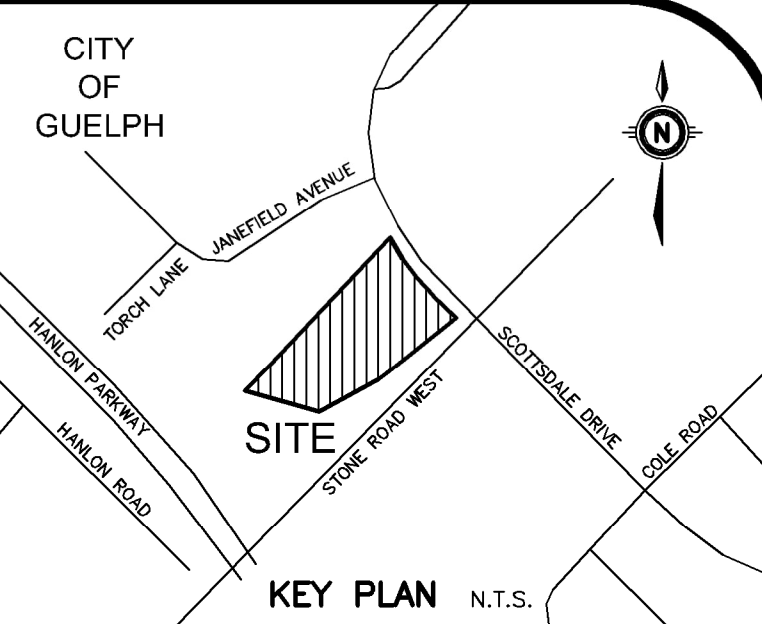 CITY
OF
GUELPH
N
JANEFIELD AVENUE
TORCH LANE
HANLON PARKWAY
HANLON ROAD
SITE
STONE ROAD WEST
SCOTTSDALE DRIVE
COLE ROAD
KEY PLAN N.T.S.